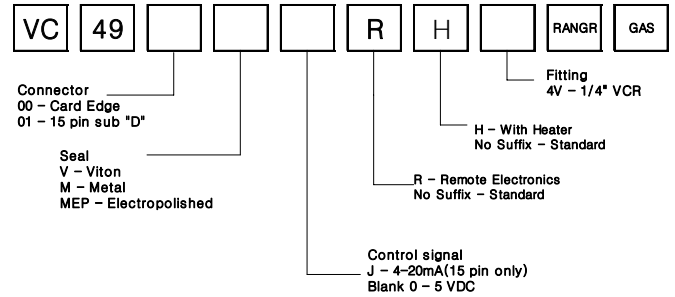 VC 49 R H RANGR GAS
Connector
00 - Card Edge
01 - 15 pin sub "D"
Fitting
4V - 1/4" VCR
H - With Heater
No Suffix - Standard
Seal
V - Viton
M - Metal
MEP - Electropolished
R - Remote Electronics
No Suffix - Standard
Control signal
J - 4-20mA(15 pin only)
Blank 0 - 5 VDC